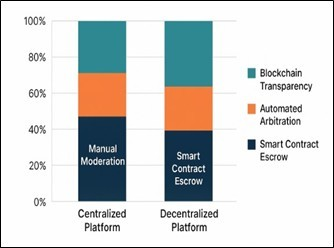 100%
80%
60%
40%
20%
0%
Manual
Moderation
Smart
Contract
Escrow
Centralized
Platform
Decentralized
Platform
Blockchain
Transparency
Automated
Arbitration
Smart Contract
Escrow